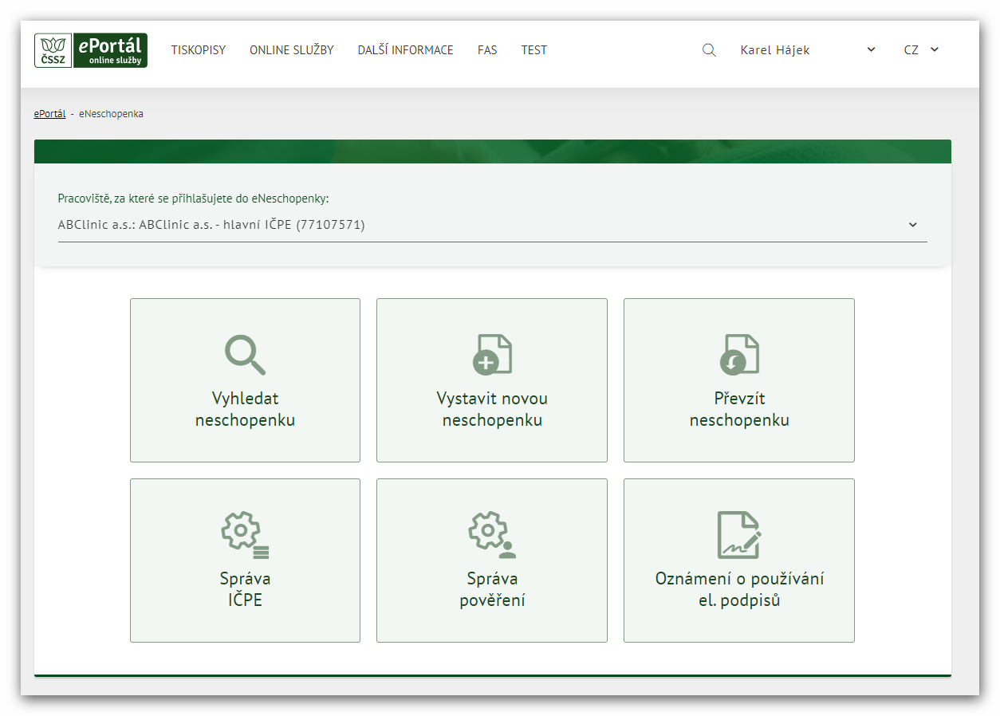 ČSSZ
ePortál
online služby
TISKOPISY ONLINE SLUŽBY DALŠÍ INFORMACE FAS TEST Karel Hájek CZ
ePortál - eNeschopenka
Pracoviště, za které se přihlašujete do eNeschopenky:
ABClinic a.s.: ABClinic a.s. - hlavní IČPE (77107571)
Vyhledat
neschopenku
Vystavit novou
neschopenku
Převzít
neschopenku
Správa
IČPE
Správa
pověření
Oznámení o používání
el. podpisů